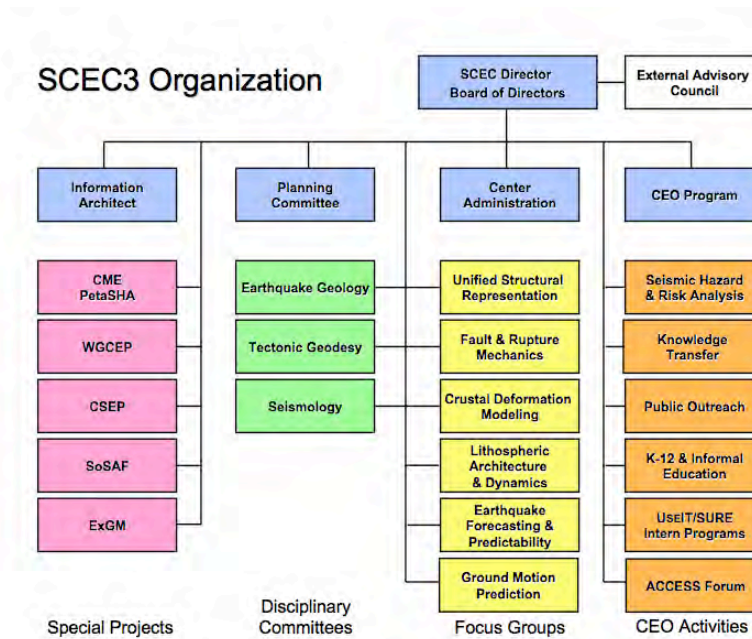 SCEC3 Organization
SCEC Director
Board of Directors
External Advisory
Council
Information
Architect
Planning
Committee
Center
Administration
CEO Program
CME
PetaSHA
WGCEP
CSEP
SoSAF
ExGM
Earthquake Geology
Tectonic Geodesy
Seismology
Unified Structural
Representation
Fault & Rupture
Mechanics
Crustal Deformation
Modeling
Lithospheric
Architecture
& Dynamics
Earthquake
Forecasting &
Predictability
Ground Motion
Prediction
Seismic Hazard
& Risk Analysis
Knowledge
Transfer
Public Outreach
K-12 & Informal
Education
USEIT/SURE
Intern Programs
ACCESS Forum
Special Projects
Disciplinary
Committees
Focus Groups
CEO Activities